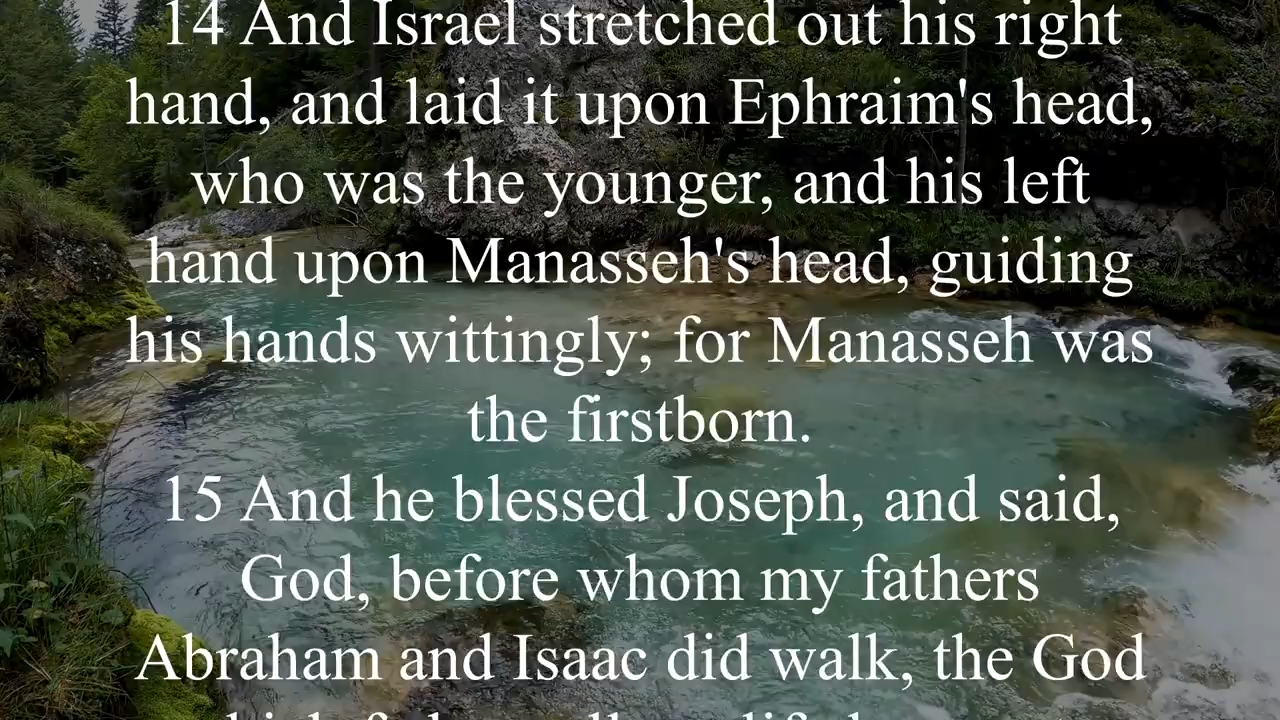 14 And Israel stretched out his right
hand, and laid it upon Ephraim's head,
who was the younger, and his left
hand upon Manasseh's head, guiding
his hands wittingly; for Manasseh was
the firstborn.
15 And he blessed Joseph, and said,
God, before whom my fathers
Abraham and Isaac did walk, the God